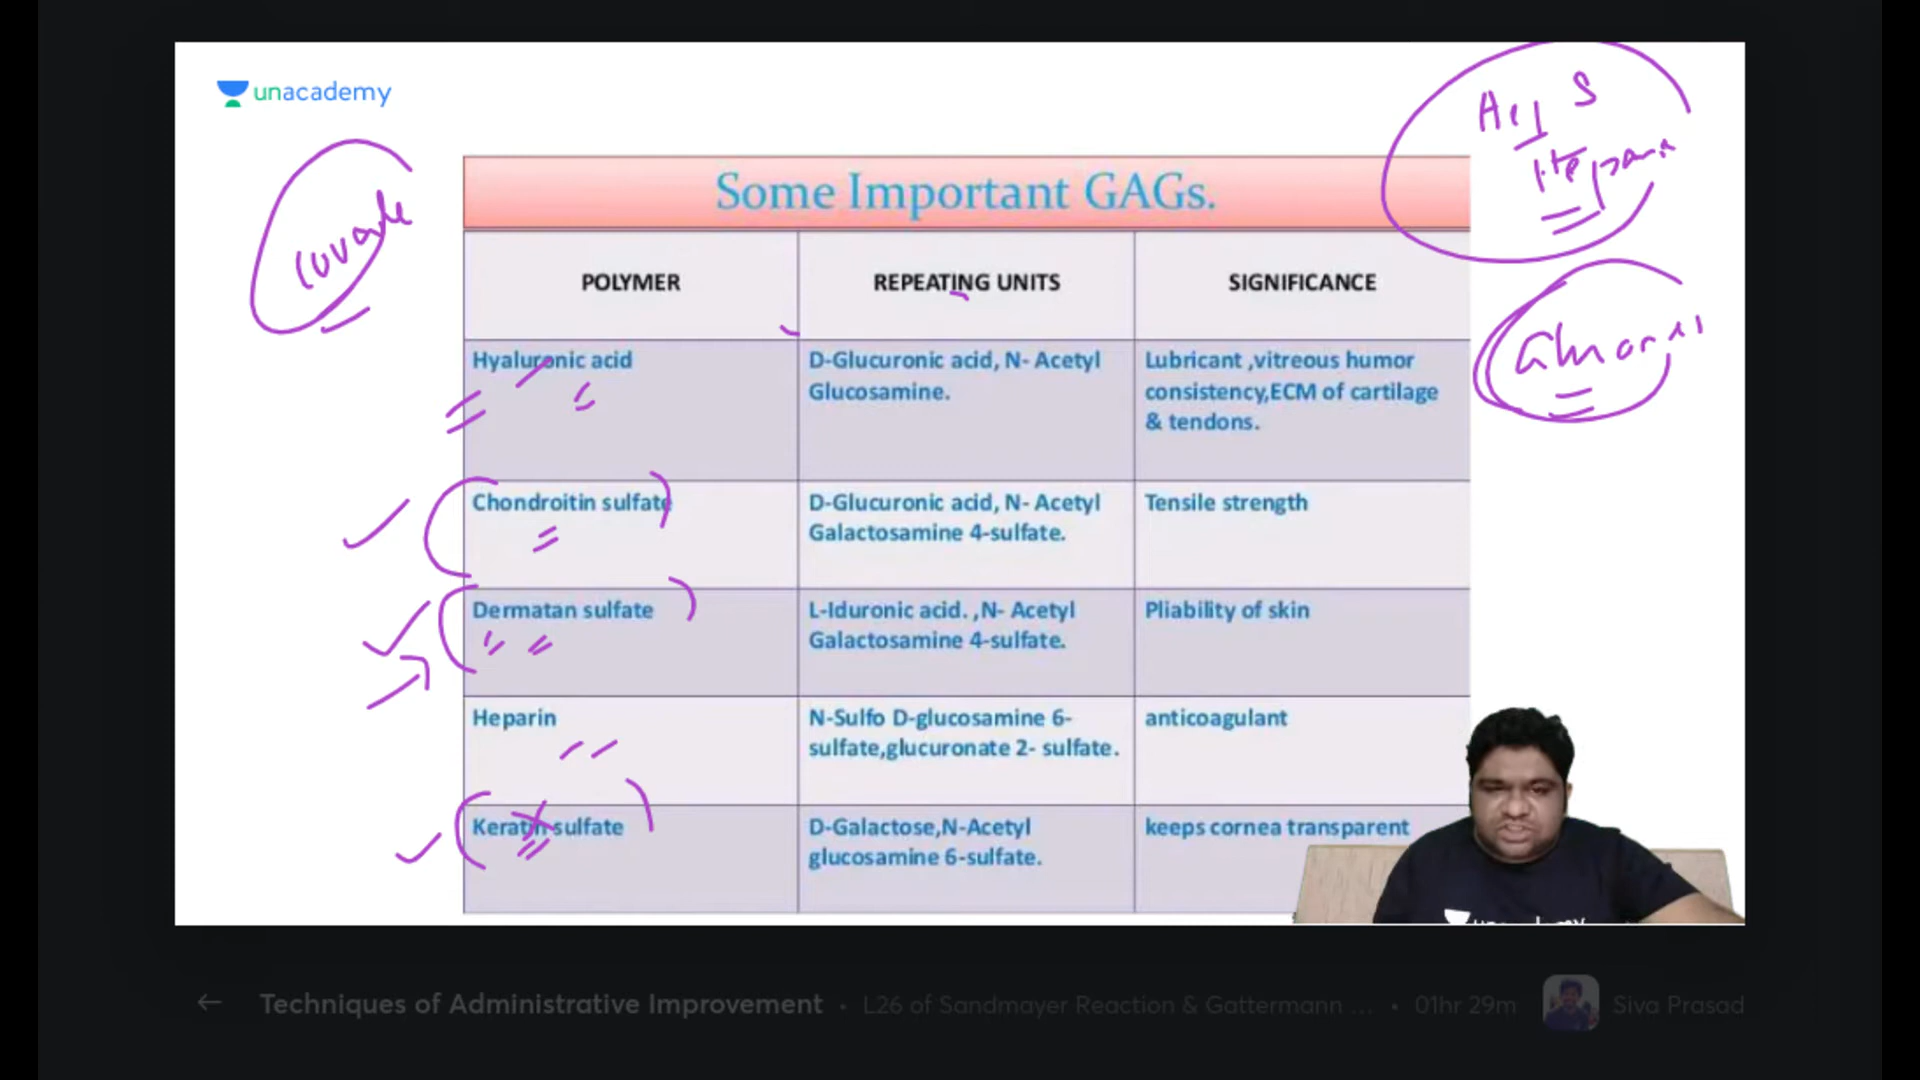 unacademy
Some Important GAGs.
POLYMER
REPEATING UNITS
SIGNIFICANCE
Hyaluronic acid
D-Glucuronic acid, N- Acetyl
Glucosamine.
Lubricant ,vitreous humor
consistency,ECM of cartilage
& tendons.
Chondroitin sulfate
D-Glucuronic acid, N- Acetyl
Galactosamine 4-sulfate.
Tensile strength
Dermatan sulfate
L-Iduronic acid. ,N- Acetyl
Galactosamine 4-sulfate.
Pliability of skin
Heparin
N-Sulfo D-glucosamine 6-
sulfate,glucuronate 2- sulfate.
anticoagulant
Keratin sulfate
D-Galactose,N-Acetyl
glucosamine 6-sulfate.
keeps cornea transparent
Techniques of Administrative Improvement • L26 of Sandmayer Reaction & Gattermann ... • 01hr 29m
Siva Prasad